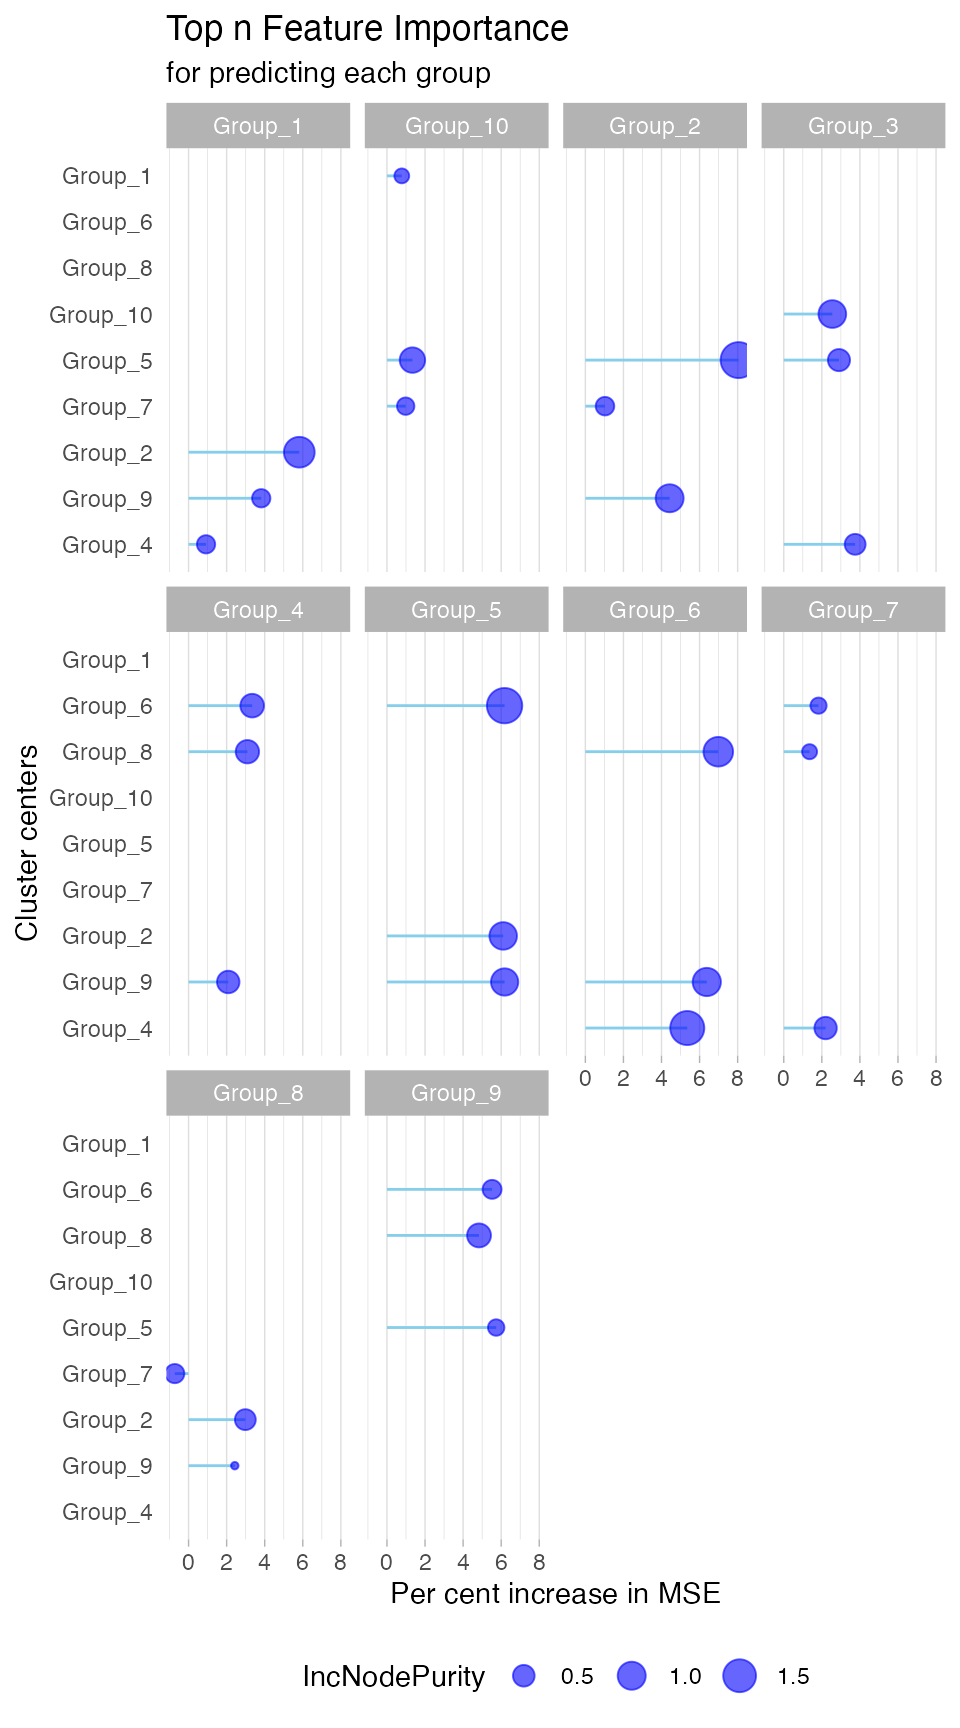 Top n Feature Importance
for predicting each group
Group_1 Group_10 Group_2 Group_3
Group_1
Group_6
Group_8
Group_10
Group_5
Group_7
Group_2
Group_9
Group_4
Group_4 Group_5 Group_6 Group_7
Group_1
Group_6
Group_8
Group_10
Group_5
Group_7
Group_2
Group_9
Group_4
0 2 4 6 8 0 2 4 6 8
Cluster centers
Group_8 Group_9
Group_1
Group_6
Group_8
Group_10
Group_5
Group_7
Group_2
Group_9
Group_4
0 2 4 6 8 0 2 4 6 8
Per cent increase in MSE
IncNodePurity 0.5 1.0 1.5